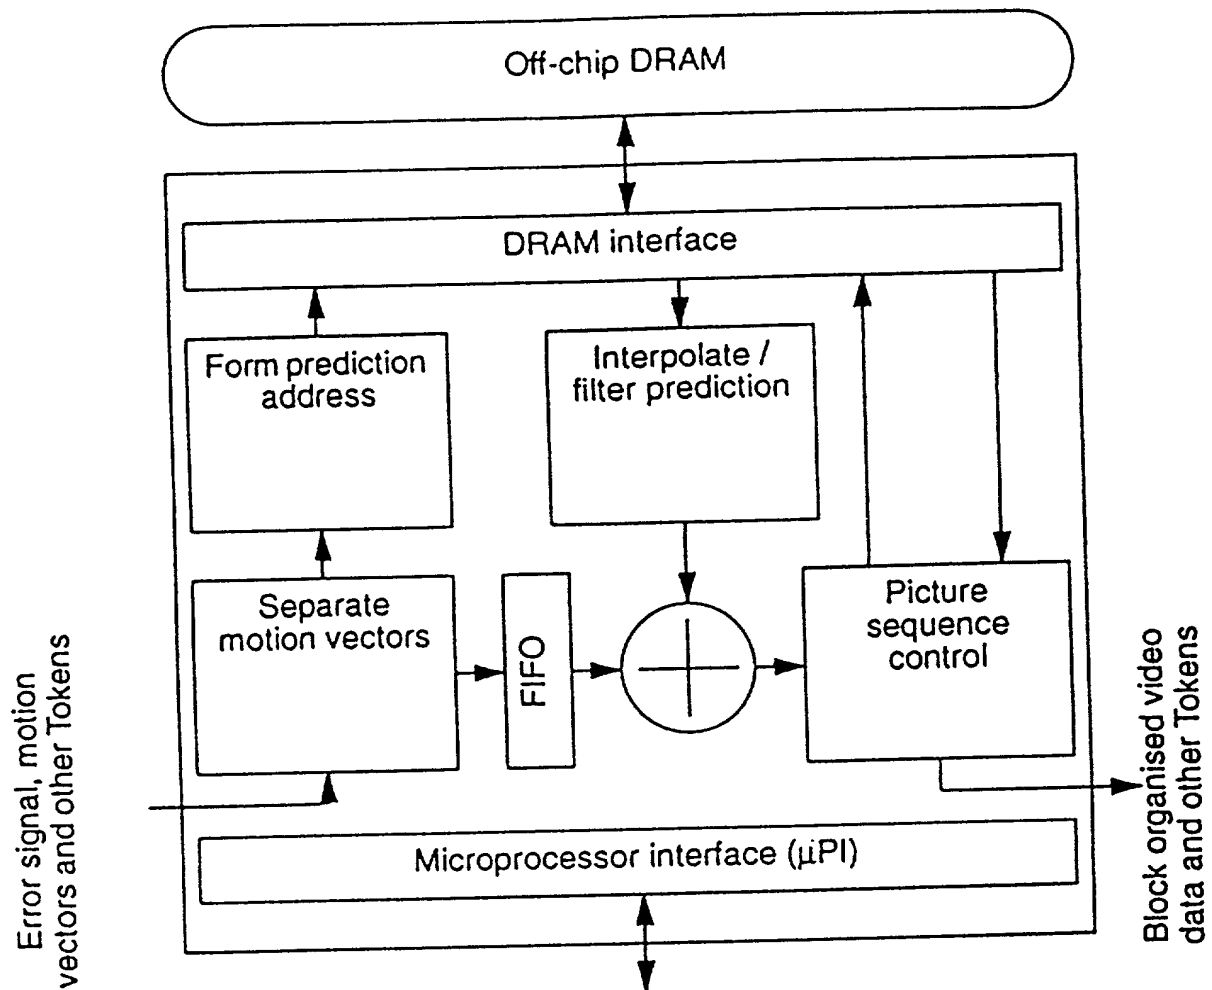 Off-chip DRAM
DRAM interface
Form prediction
address
Interpolate /
filter prediction
Separate
motion vectors
FIFO
Picture
sequence
control
Error signal, motion
vectors and other Tokens
Block organised video
data and other Tokens
Microprocessor interface (µPI)